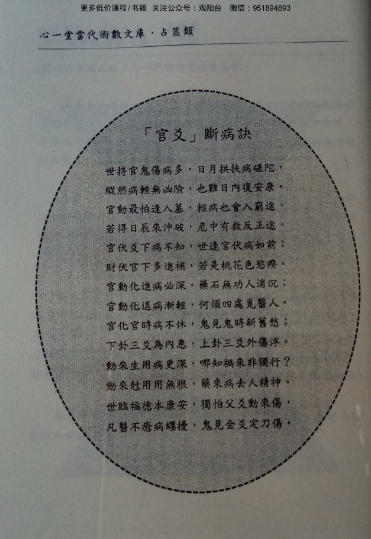 更多低价课程/书籍 关注公众号：观阳台 微信：951894893
心一堂當代術數文庫·占筮類
「官爻」斷病訣
世持官鬼傷病多，日月拱扶病磋陀，
縱然病輕無凶險，也難日內復安康。
官動最怕逢入墓，輕病也會入窮途，
若得日辰來沖破，危中有救反正途。
官伏爻下病不知，世逢官伏病如前；
財伏官下多進補，若是桃花色慾癆。
官動化進病必深，藥石無功人消沉；
官動化退病漸輕，何須四處覓醫人。
官化官時病不休，鬼見鬼時新舊愁；
下卦三爻為內患，上卦三爻外傷浮。
動來生用病更深，哪知禍來非獨行？
動來尅用用無根，藥來病去人精神。
世臨福德本康安，獨怕父爻動來傷，
凡醫不癒病纏擾，鬼見金爻定刀傷。